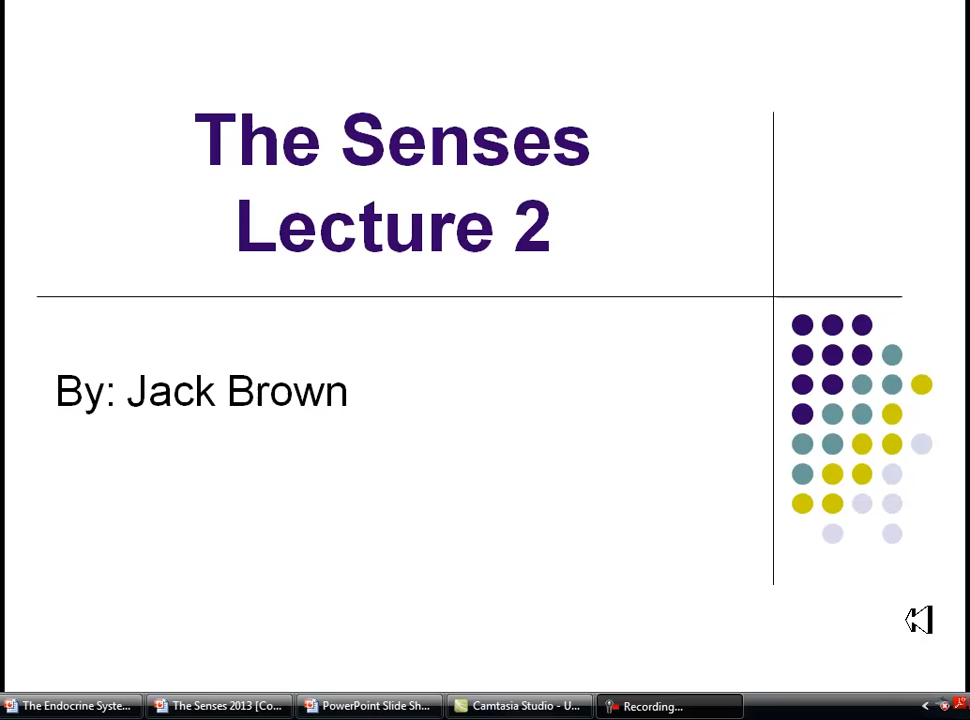 The Senses
Lecture 2
By: Jack Brown
The Endocrine Syste...
The Senses 2013 [Co...
PowerPoint Slide Sh...
Camtasia Studio - U...
Recording...